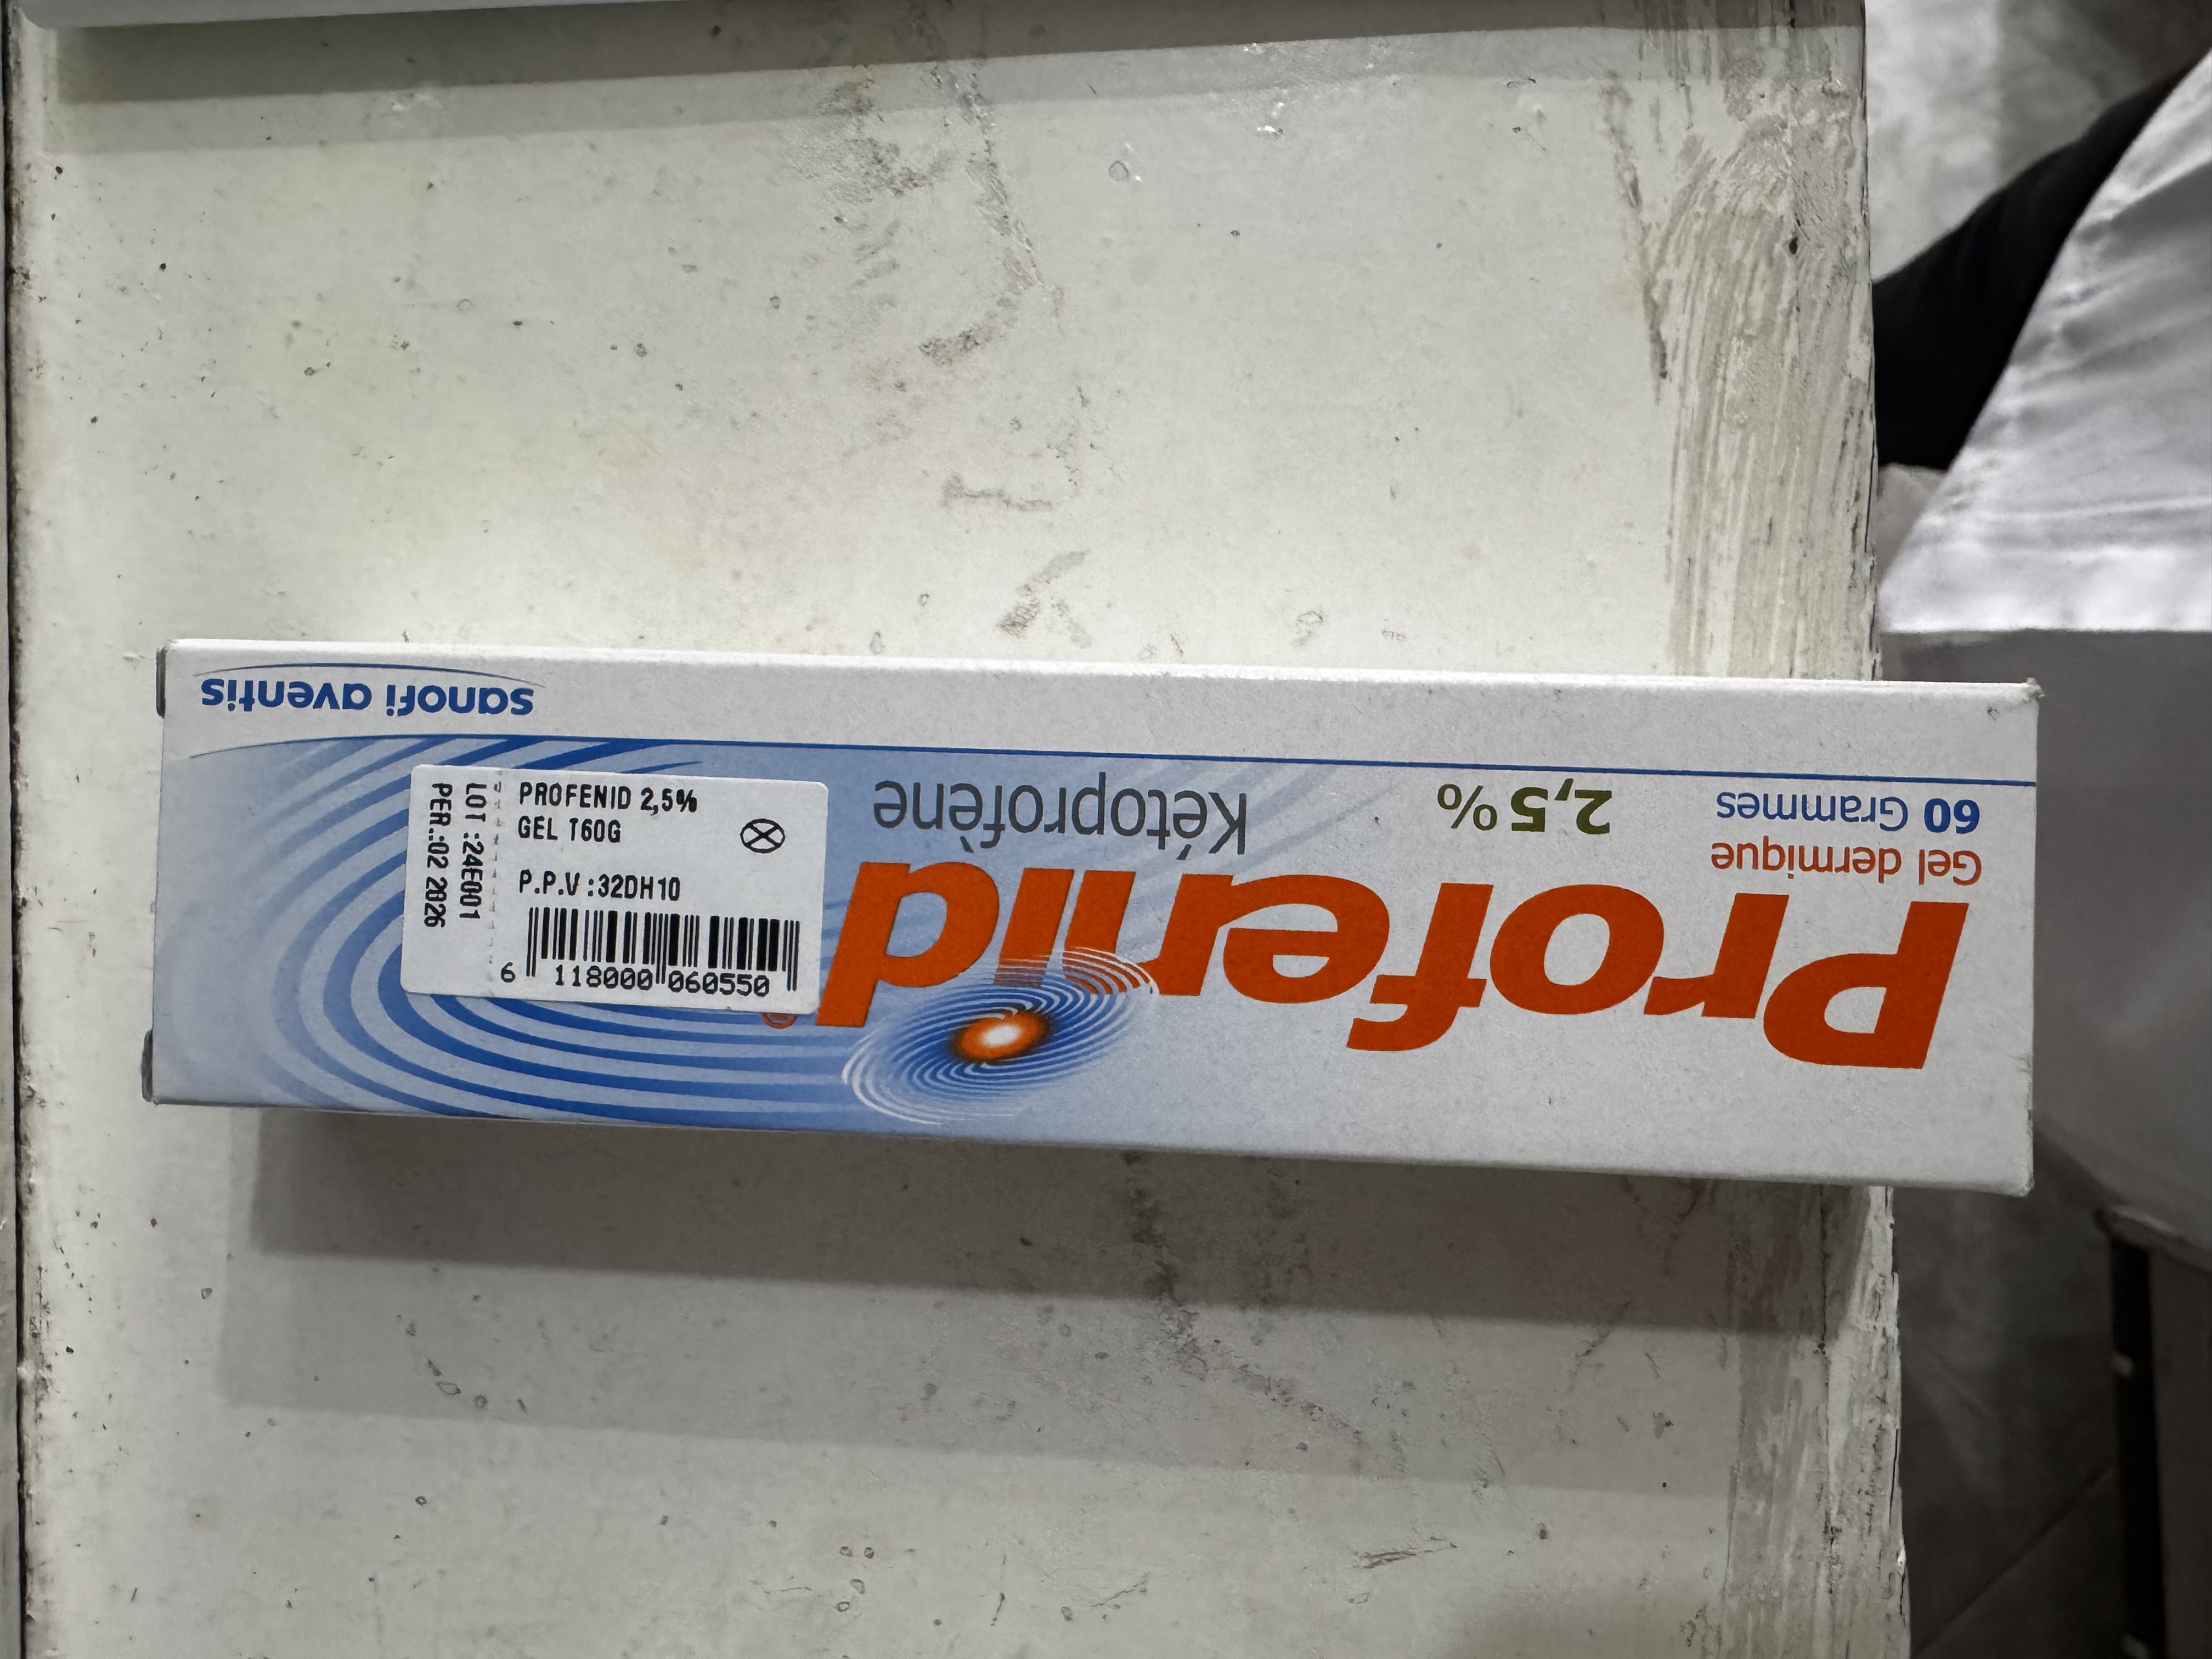 Profenid®
Gel dermique
60 Grammes
2,5%
Kétoprofène
sanofi aventis
PROFENID 2,5%
GEL T60G
P.P.V : 32DH10
6 118000 060550
LOT :24E001
PER.:02 2026